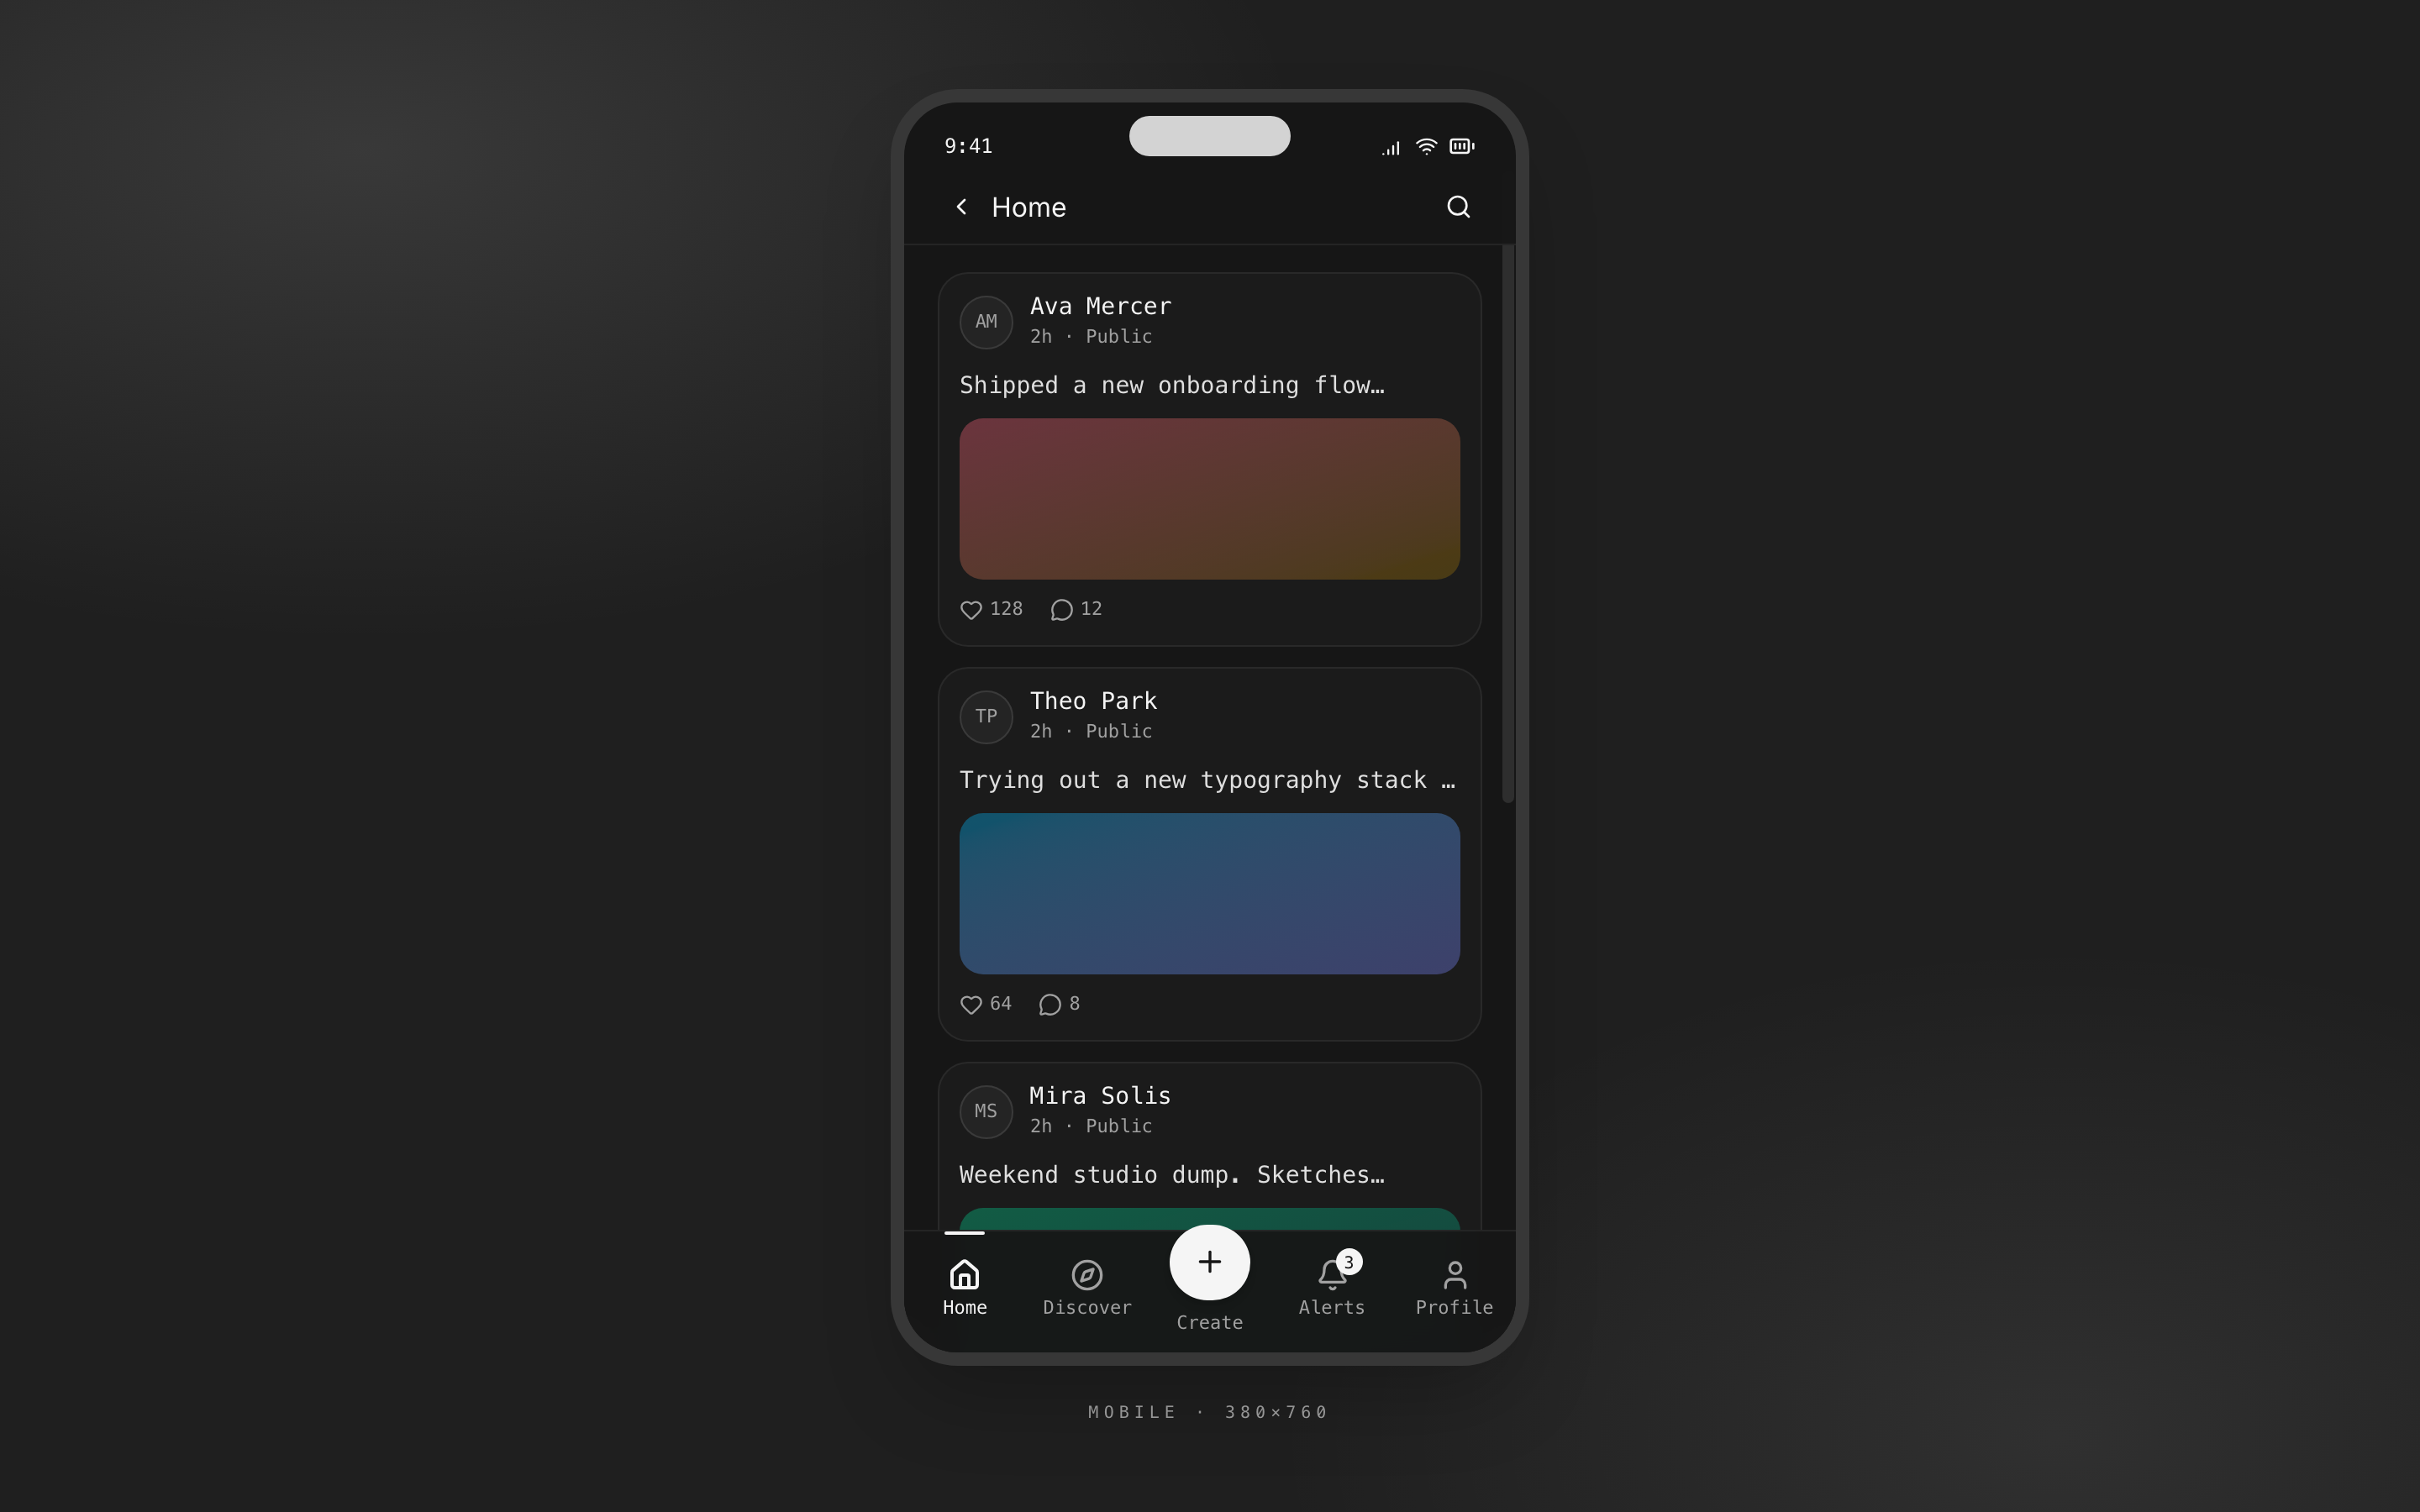 9:41
Home
AM
Ava Mercer
2h · Public
Shipped a new onboarding flow…
128 12
TP
Theo Park
2h · Public
Trying out a new typography stack …
64 8
MS
Mira Solis
2h · Public
Weekend studio dump. Sketches…
3
Home Discover Create Alerts Profile
MOBILE · 380×760